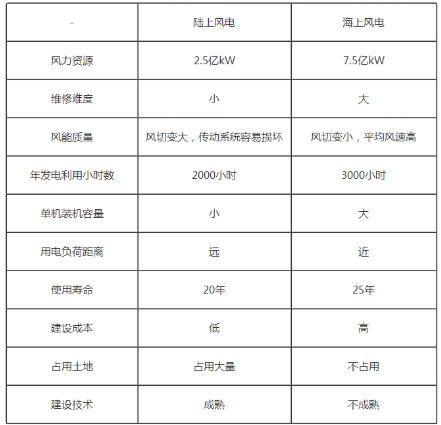 - 陆上风电 海上风电
风力资源 2.5亿kW 7.5亿kW
维修难度 小 大
风能质量 风切变大，传动系统容易损坏 风切变小，平均风速高
年发电利用小时数 2000小时 3000小时
单机装机容量 小 大
用电负荷距离 远 近
使用寿命 20年 25年
建设成本 低 高
占用土地 占用大量 不占用
建设技术 成熟 不成熟